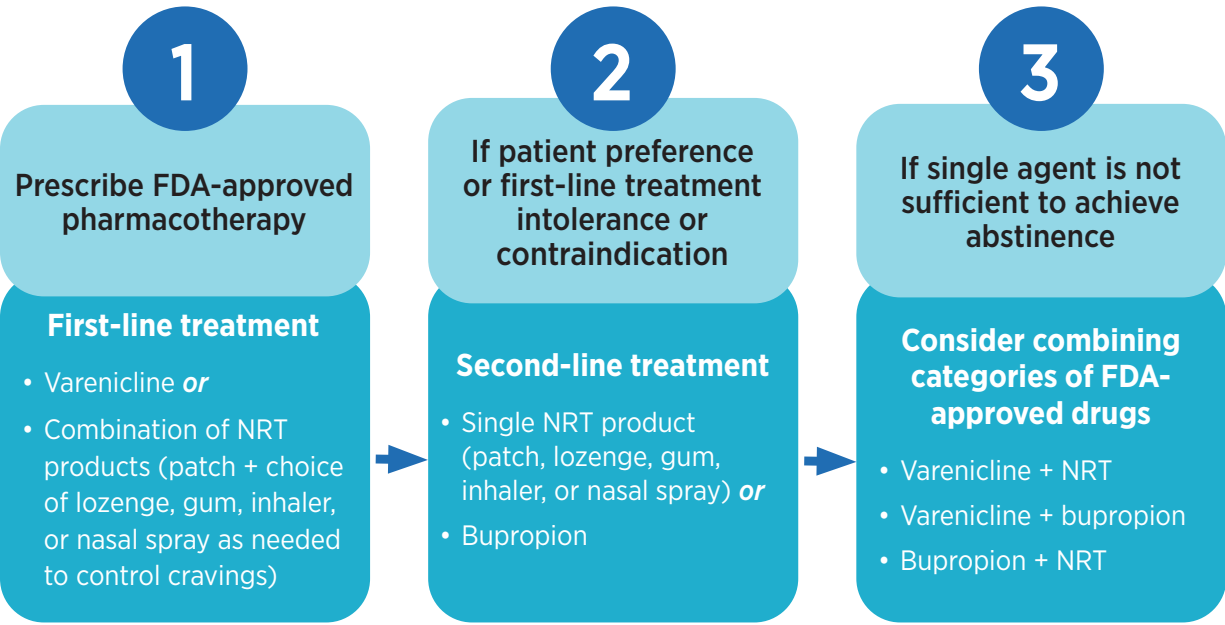 1
Prescribe FDA-approved
pharmacotherapy
First-line treatment
• Varenicline or
• Combination of NRT
products (patch + choice
of lozenge, gum, inhaler,
or nasal spray as needed
to control cravings)
2
If patient preference
or first-line treatment
intolerance or
contraindication
Second-line treatment
• Single NRT product
(patch, lozenge, gum,
inhaler, or nasal spray) or
• Bupropion
3
If single agent is not
sufficient to achieve
abstinence
Consider combining
categories of FDA-
approved drugs
• Varenicline + NRT
• Varenicline + bupropion
• Bupropion + NRT